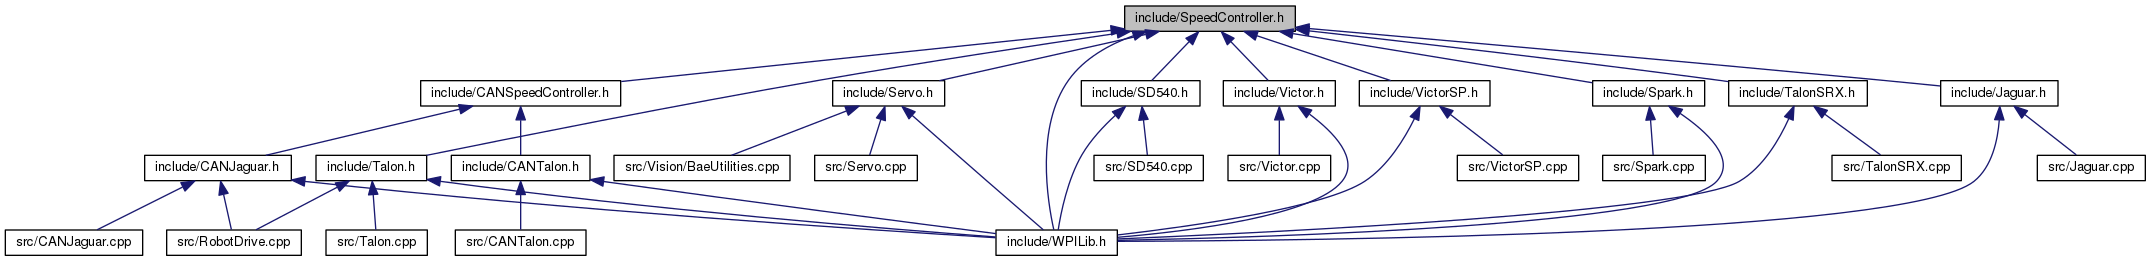 include/SpeedController.h
include/CANSpeedController.h
include/Servo.h
include/SD540.h
include/Victor.h
include/VictorSP.h
include/Spark.h
include/TalonSRX.h
include/Jaguar.h
include/CANJaguar.h
include/Talon.h
include/CANTalon.h
src/Vision/BaeUtilities.cpp
src/Servo.cpp
src/SD540.cpp
src/Victor.cpp
src/VictorSP.cpp
src/Spark.cpp
src/TalonSRX.cpp
src/Jaguar.cpp
src/CANJaguar.cpp
src/RobotDrive.cpp
src/Talon.cpp
src/CANTalon.cpp
include/WPILib.h